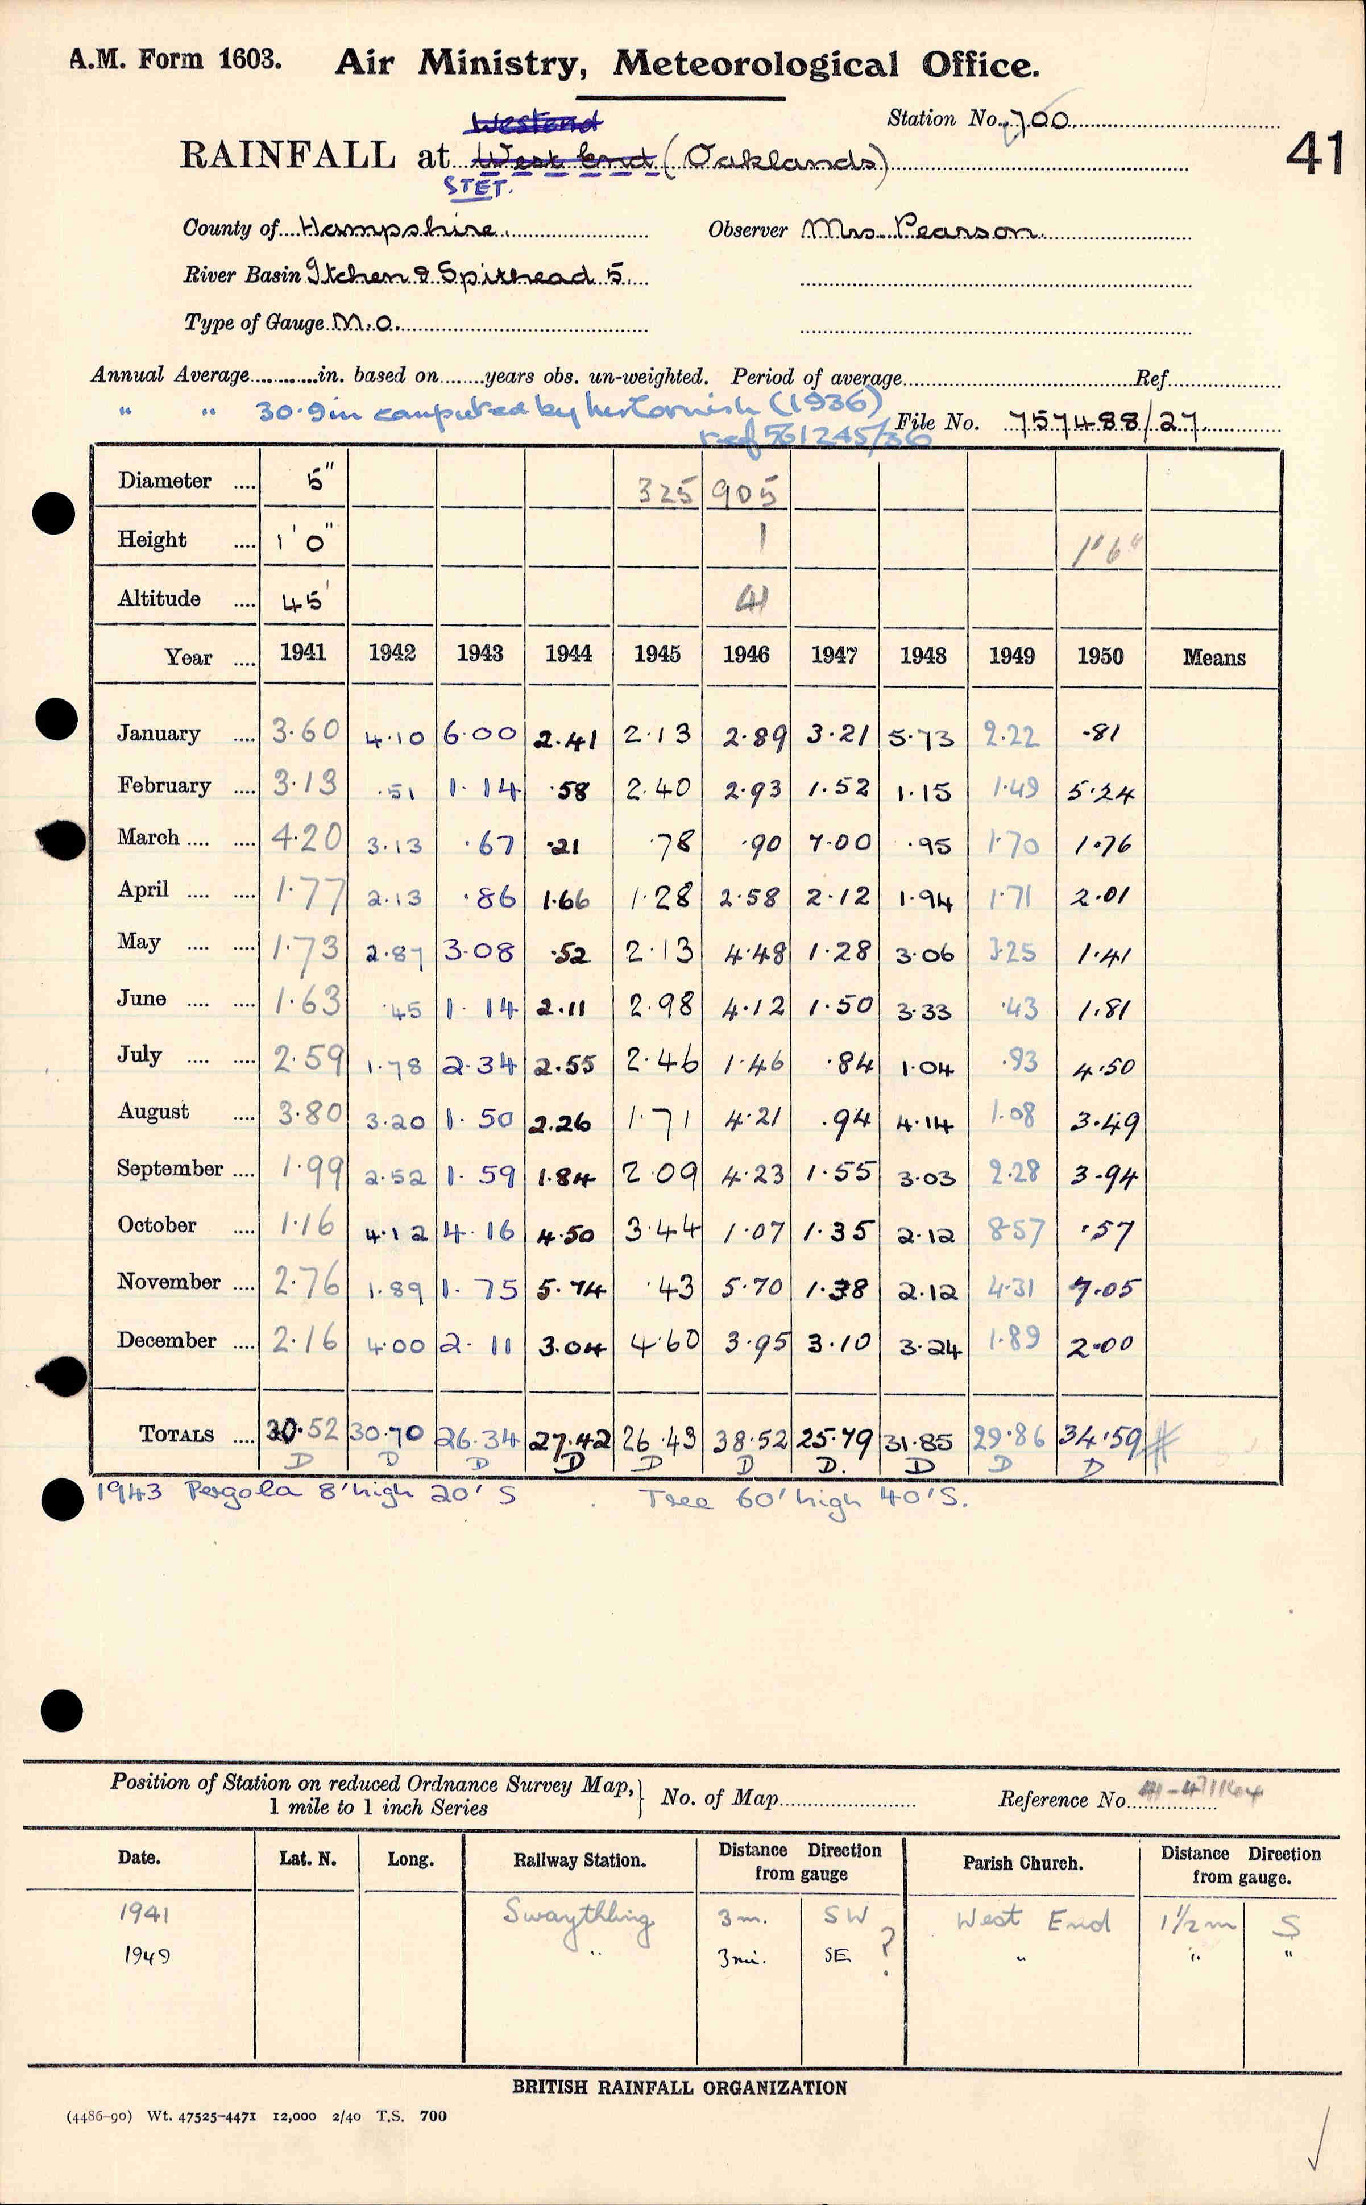 A.M. Form 1603. Air Ministry, Meteorological Office.
Westend
Station No. 700
RAINFALL at West End (Oaklands)
41
STET.
County of Hampshire. Observer Mrs Pearson.
River Basin Itchen & Spithead 5.
Type of Gauge M.O.
Annual Average............in. based on........years obs. un-weighted. Period of average Ref.
" " 30.9in computed by (1936)
ref 561245/36
File No. 757488/27
Diameter .... 5" 325 905
Height .... 1' 0" 1 1'6"
Altitude .... 45' 41
Year .... 1941 1942 1943 1944 1945 1946 1947 1948 1949 1950 Means
January .... 3.60 4.10 6.00 2.41 2.13 2.89 3.21 5.73 2.22 .81
February .... 3.13 .51 1.14 .58 2.40 2.93 1.52 1.15 1.49 5.24
March .... .... 4.20 3.13 .67 .21 .78 .90 7.00 .95 1.70 1.76
April .... .... 1.77 2.13 .86 1.66 1.28 2.58 2.12 1.94 1.71 2.01
May .... .... 1.73 2.87 3.08 .52 2.13 4.48 1.28 3.06 3.25 1.41
June .... .... 1.63 .45 1.14 2.11 2.98 4.12 1.50 3.33 .43 1.81
July .... .... 2.59 1.78 2.34 2.55 2.46 1.46 .84 1.04 .93 4.50
August .... 3.80 3.20 1.50 2.26 1.71 4.21 .94 4.14 1.08 3.49
September .... 1.99 2.52 1.59 1.84 2.09 4.23 1.55 3.03 2.28 3.94
October .... 1.16 4.12 4.16 4.50 3.44 1.07 1.35 2.12 8.57 .57
November .... 2.76 1.89 1.75 5.74 .43 5.70 1.38 2.12 4.31 7.05
December .... 2.16 4.00 2.11 3.04 4.60 3.95 3.10 3.24 1.89 2.00
TOTALS .... 30.52 30.70 26.34 27.42 26.43 38.52 25.79 31.85 29.86 34.59 #
D D D D D D D. D D D
1943 Pergola 8' high 20' S. Tree 60' high 40' S.
Position of Station on reduced Ordnance Survey Map, 1 mile to 1 inch Series } No. of Map Reference No.
Date. Lat. N. Long. Railway Station. Distance Direction from gauge Parish Church. Distance Direction from gauge.
1941 Swaythling 3m. SW West End 1½m S
1949 " 3mi. SE ? " " "
BRITISH RAINFALL ORGANIZATION
(4486-90) Wt. 47525-4471 12,000 2/40 T.S. 700